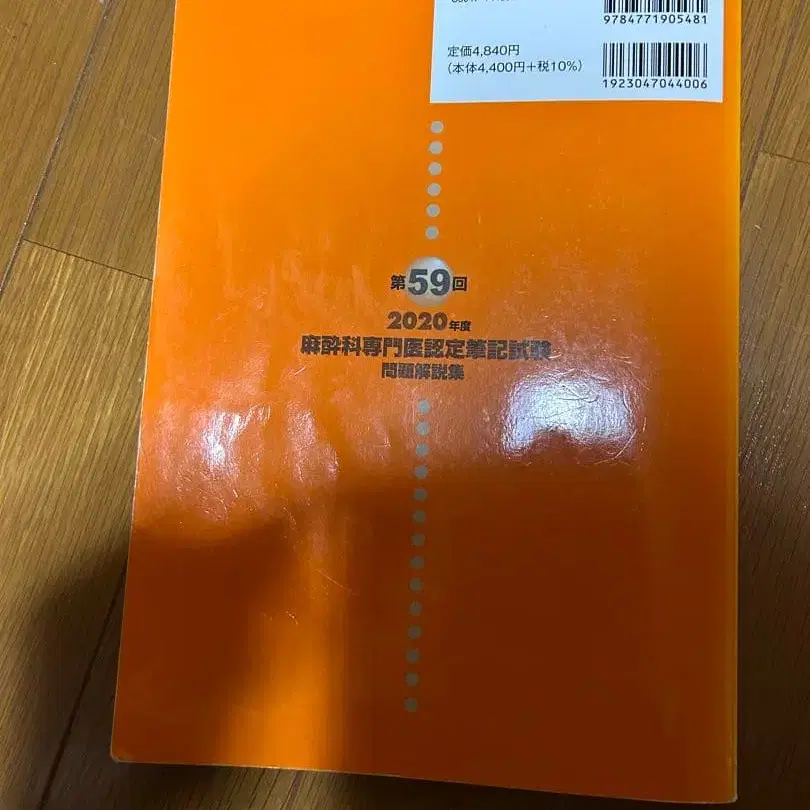 9784771905481
定価4,840円
(本体4,400円+税10%)
1923047044006
第59回
2020年度
麻酔科専門医認定筆記試験
問題解説集